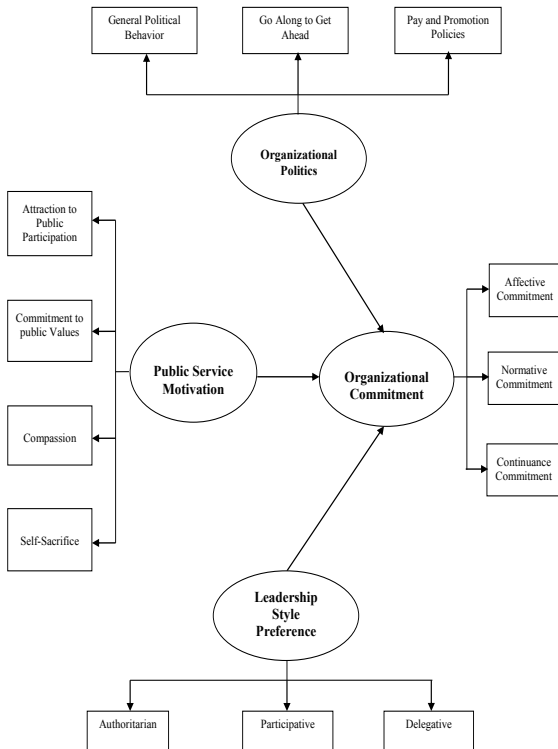 General Political
Behavior
Go Along to Get
Ahead
Pay and Promotion
Policies
Organizational
Politics
Attraction to
Public
Participation
Commitment to
public Values
Compassion
Self-Sacrifice
Public Service
Motivation
Organizational
Commitment
Affective
Commitment
Normative
Commitment
Continuance
Commitment
Leadership
Style
Preference
Authoritarian
Participative
Delegative